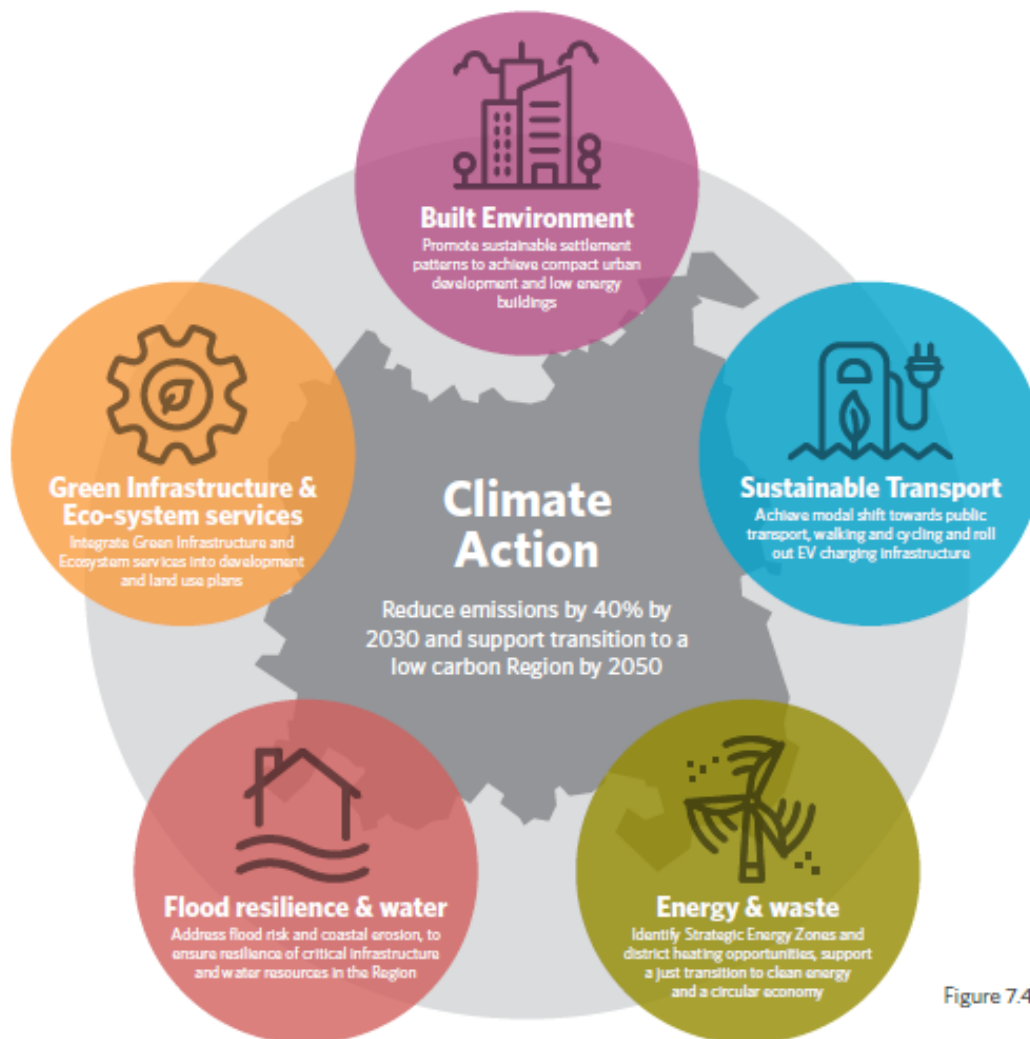 Built Environment
Promote sustainable settlement
patterns to achieve compact urban
development and low energy
buildings
Green Infrastructure &
Eco-system services
Integrate Green Infrastructure and
Ecosystem services into development
and land use plans
Sustainable Transport
Achieve modal shift towards public
transport, walking and cycling and roll
out EV charging infrastructure
Climate
Action
Reduce emissions by 40% by
2030 and support transition to a
low carbon Region by 2050
Flood resilience & water
Address flood risk and coastal erosion, to
ensure resilience of critical infrastructure
and water resources in the Region
Energy & waste
Identify Strategic Energy Zones and
district heating opportunities, support
a just transition to clean energy
and a circular economy
Figure 7.4